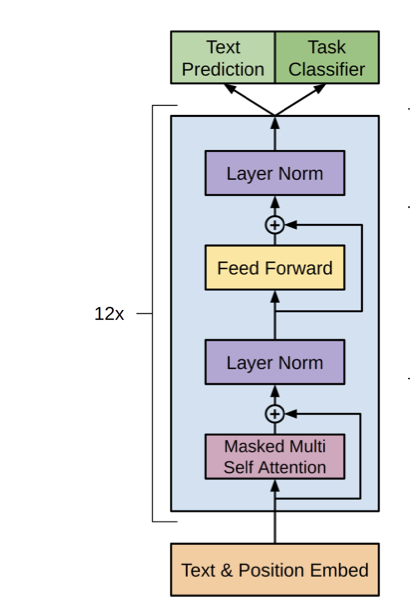 Text
Prediction
Task
Classifier
Layer Norm
+
Feed Forward
12x
Layer Norm
+
Masked Multi
Self Attention
Text & Position Embed